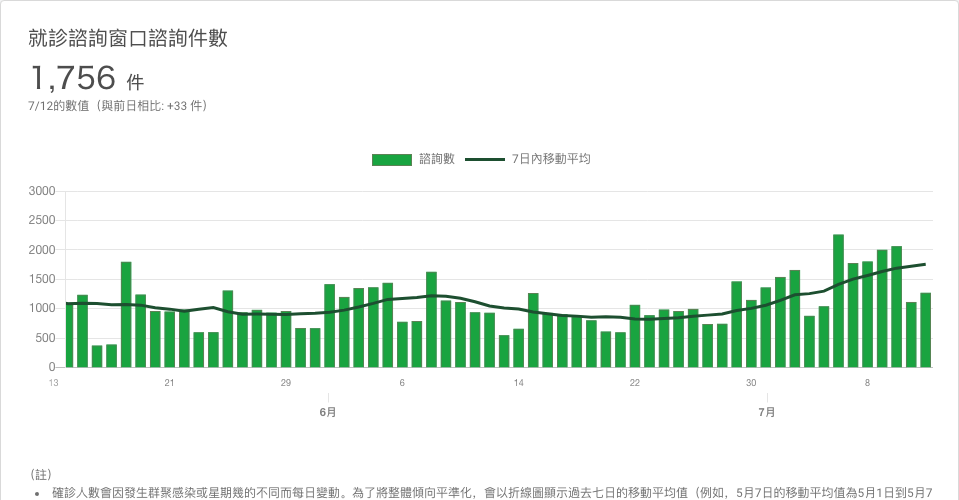 就診諮詢窗口諮詢件數
1,756 件
7/12的數值（與前日相比: +33 件）
諮詢數 7日內移動平均
3000
2500
2000
1500
1000
500
0
13 21 29 6 14 22 30 8
6月 7月
（註）
• 確診人數會因發生群聚感染或星期幾的不同而每日變動。為了將整體傾向平準化，會以折線圖顯示過去七日的移動平均值（例如，5月7日的移動平均值為5月1日到5月7